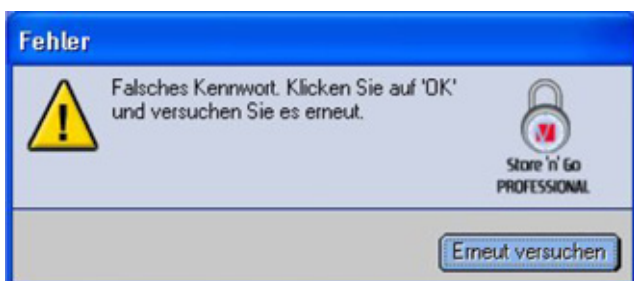 Fehler
Falsches Kennwort. Klicken Sie auf 'OK'
und versuchen Sie es erneut.
Store 'n' Go
PROFESSIONAL
Erneut versuchen